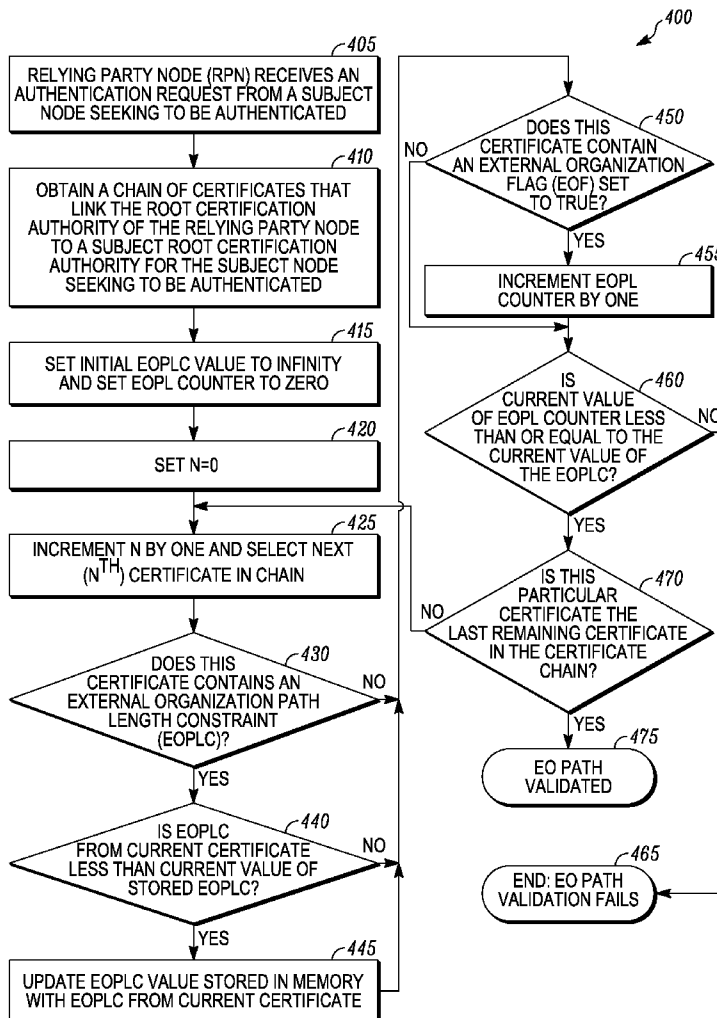 400
405
RELYING PARTY NODE (RPN) RECEIVES AN
AUTHENTICATION REQUEST FROM A SUBJECT
NODE SEEKING TO BE AUTHENTICATED
410
OBTAIN A CHAIN OF CERTIFICATES THAT
LINK THE ROOT CERTIFICATION
AUTHORITY OF THE RELYING PARTY NODE
TO A SUBJECT ROOT CERTIFICATION
AUTHORITY FOR THE SUBJECT NODE
SEEKING TO BE AUTHENTICATED
415
SET INITIAL EOPLC VALUE TO INFINITY
AND SET EOPL COUNTER TO ZERO
420
SET N=0
425
INCREMENT N BY ONE AND SELECT NEXT
(NTH) CERTIFICATE IN CHAIN
430
DOES THIS
CERTIFICATE CONTAINS AN
EXTERNAL ORGANIZATION PATH
LENGTH CONSTRAINT
(EOPLC)?
NO
YES
440
IS EOPLC
FROM CURRENT CERTIFICATE
LESS THAN CURRENT VALUE OF
STORED EOPLC?
NO
YES
445
UPDATE EOPLC VALUE STORED IN MEMORY
WITH EOPLC FROM CURRENT CERTIFICATE
450
DOES THIS
CERTIFICATE CONTAIN
AN EXTERNAL ORGANIZATION
FLAG (EOF) SET
TO TRUE?
NO
YES
455
INCREMENT EOPL
COUNTER BY ONE
460
IS
CURRENT VALUE
OF EOPL COUNTER LESS
THAN OR EQUAL TO THE
CURRENT VALUE OF
THE EOPLC?
NO
YES
470
IS THIS
PARTICULAR
CERTIFICATE THE
LAST REMAINING CERTIFICATE
IN THE CERTIFICATE
CHAIN?
NO
YES
475
EO PATH
VALIDATED
465
END: EO PATH
VALIDATION FAILS